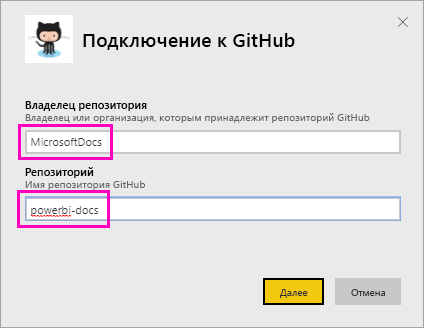 Подключение к GitHub
Владелец репозитория
Владелец или организация, которым принадлежит репозиторий GitHub
MicrosoftDocs
Репозиторий
Имя репозитория GitHub
powerbi-docs
Далее
Отмена